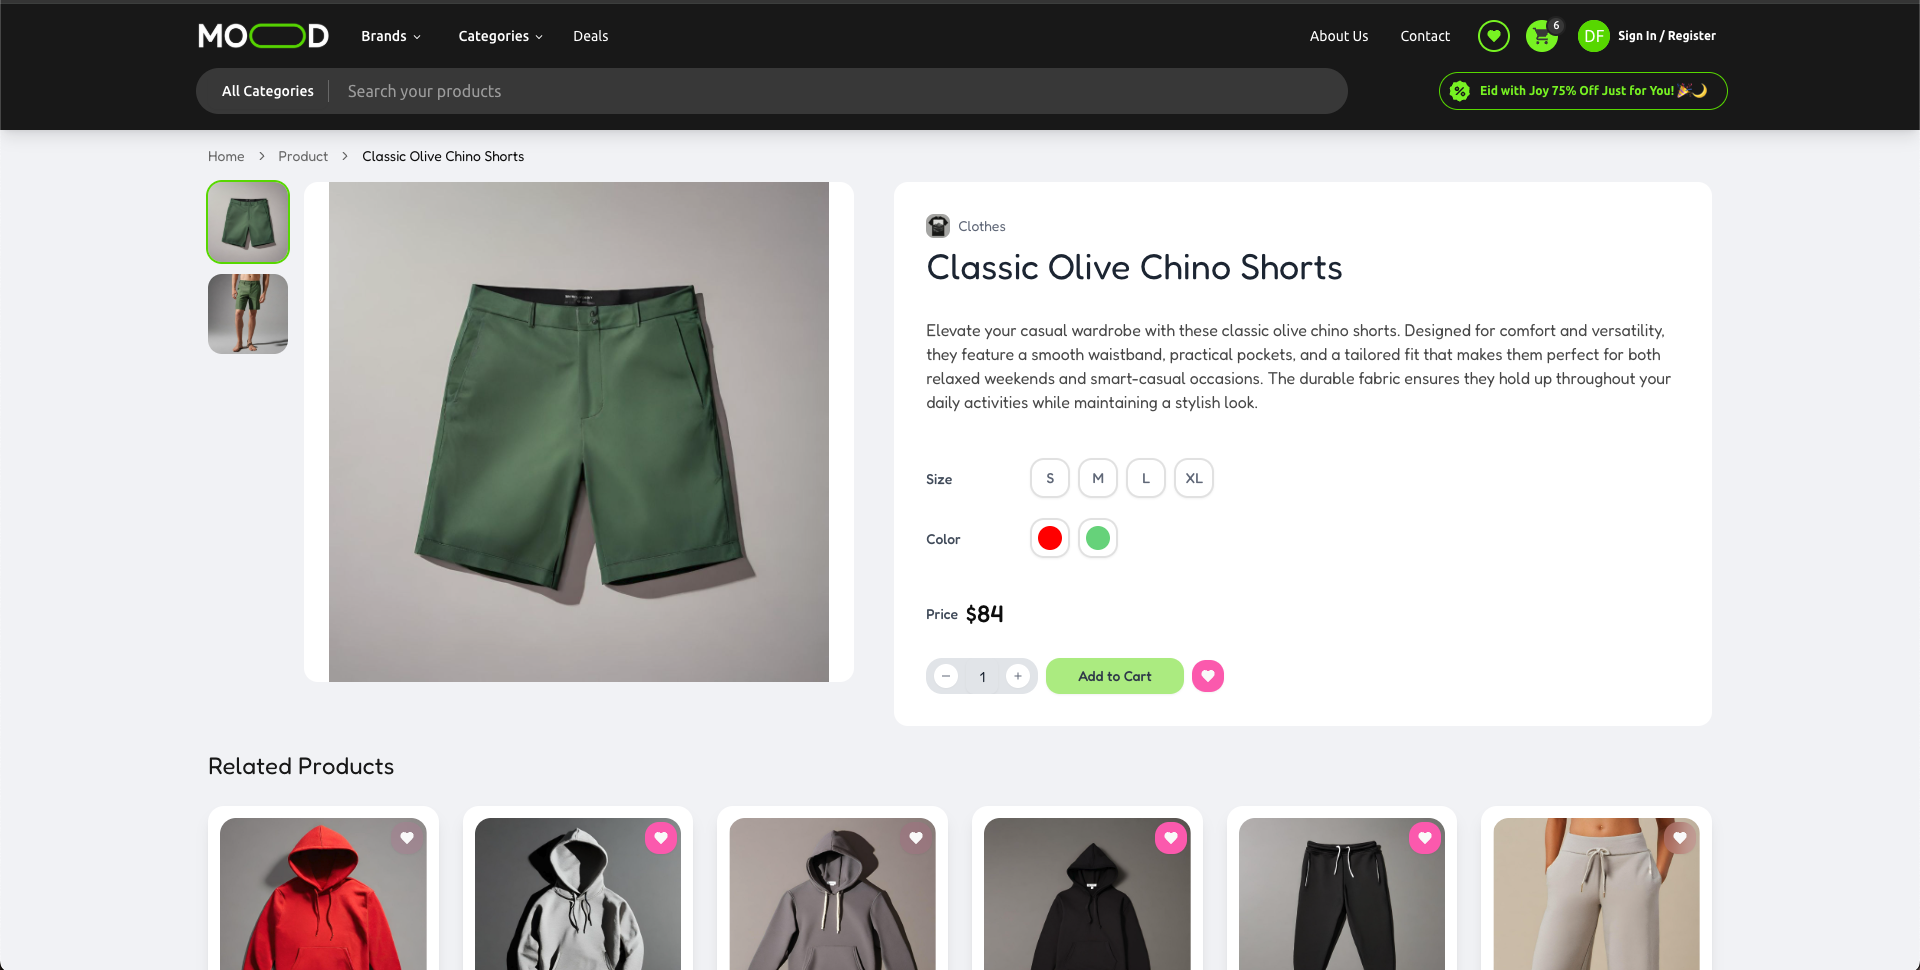 MOOD
Brands
Categories
Deals
About Us
Contact
6
DF
Sign In / Register
All Categories
Search your products
Eid with Joy 75% Off Just for You! 🎉🌙
Home > Product > Classic Olive Chino Shorts
Clothes
Classic Olive Chino Shorts
Elevate your casual wardrobe with these classic olive chino shorts. Designed for comfort and versatility,
they feature a smooth waistband, practical pockets, and a tailored fit that makes them perfect for both
relaxed weekends and smart-casual occasions. The durable fabric ensures they hold up throughout your
daily activities while maintaining a stylish look.
Size
S
M
L
XL
Color
Price $84
− 1 +
Add to Cart
Related Products